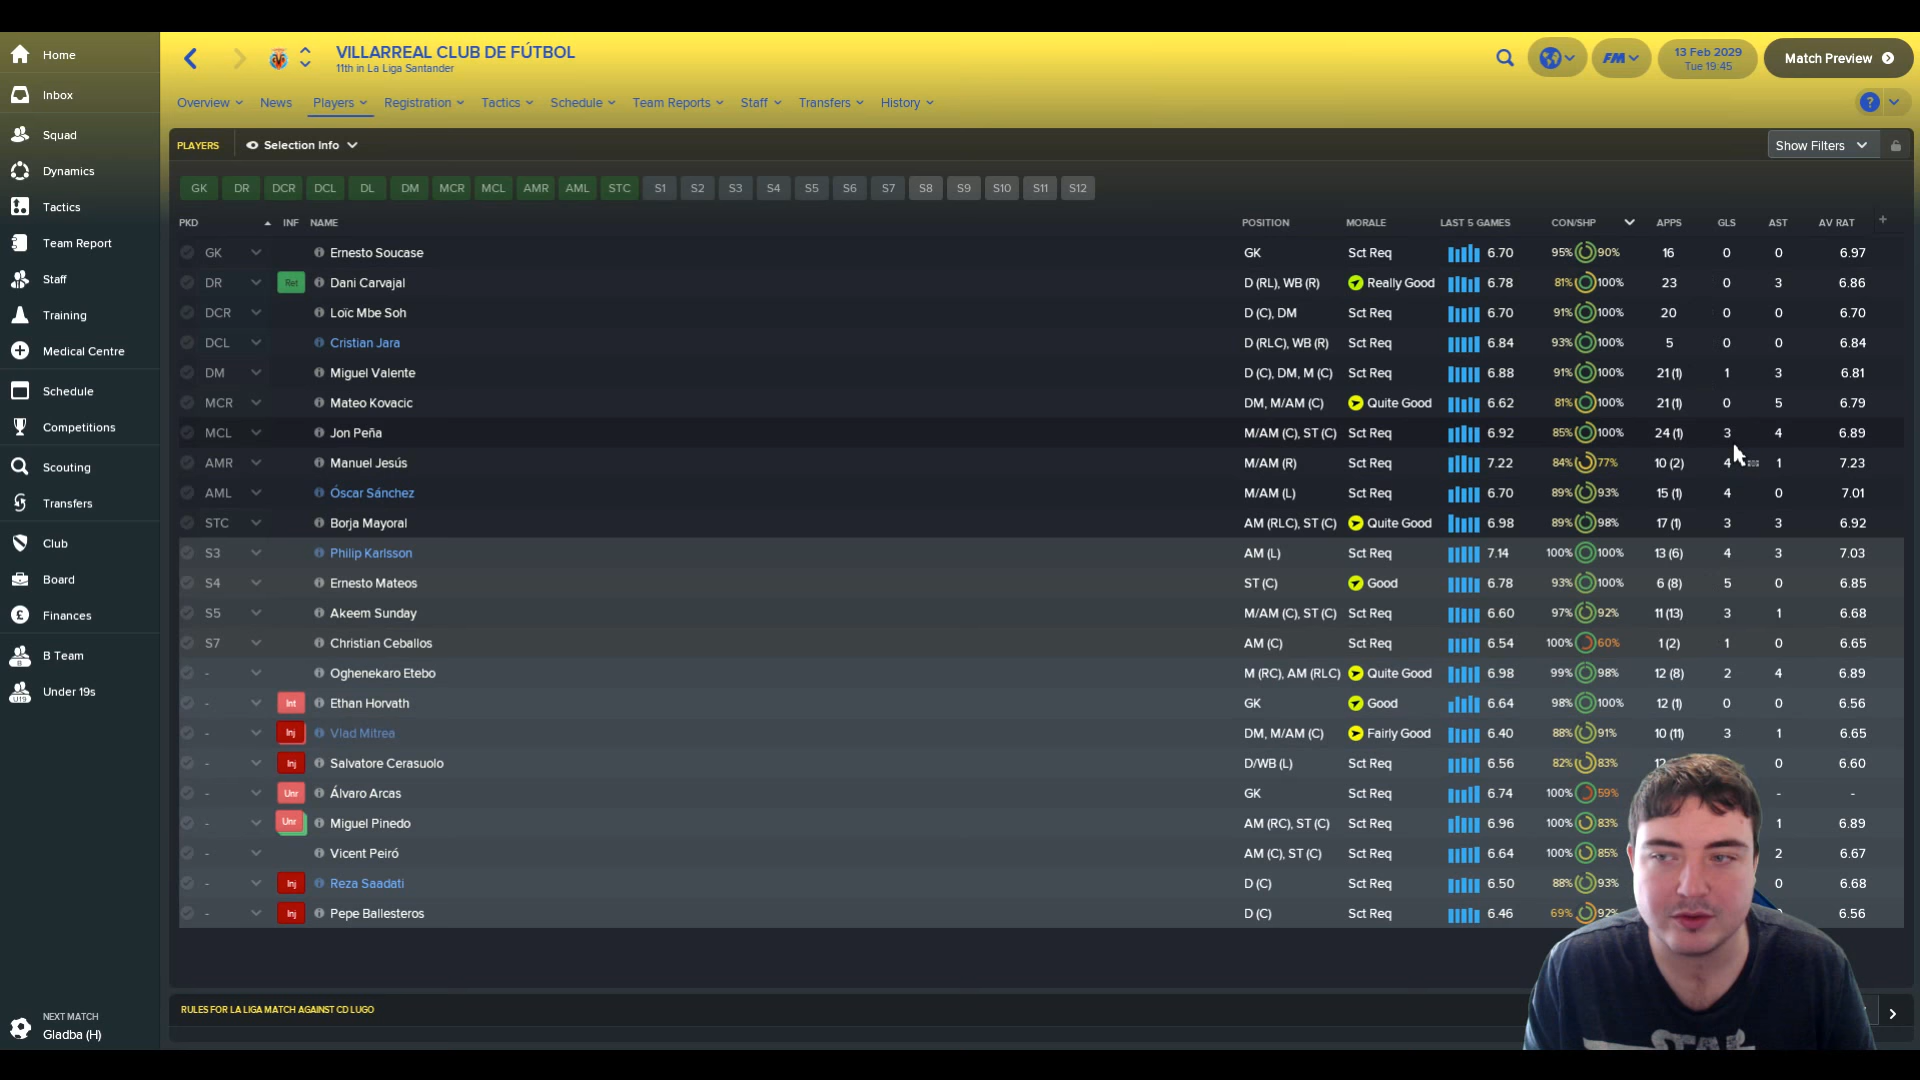 Home
Inbox
Squad
Dynamics
Tactics
Team Report
Staff
Training
Medical Centre
Schedule
Competitions
Scouting
Transfers
Club
Board
Finances
B Team
Under 19s
NEXT MATCH
Gladba (H)
VILLARREAL CLUB DE FÚTBOL
11th in La Liga Santander
FM
13 Feb 2029
Tue 19:45
Match Preview
Overview News Players Registration Tactics Schedule Team Reports Staff Transfers History
?
PLAYERS Selection Info Show Filters
GK DR DCR DCL DL DM MCR MCL AMR AML STC S1 S2 S3 S4 S5 S6 S7 S8 S9 S10 S11 S12
PKD INF NAME POSITION MORALE LAST 5 GAMES CON/SHP APPS GLS AST AV RAT +
GK Ernesto Soucase GK Sct Req 6.70 95% 90% 16 0 0 6.97
DR Ret Dani Carvajal D (RL), WB (R) Really Good 6.78 81% 100% 23 0 3 6.86
DCR Loïc Mbe Soh D (C), DM Sct Req 6.70 91% 100% 20 0 0 6.70
DCL Cristian Jara D (RLC), WB (R) Sct Req 6.84 93% 100% 5 0 0 6.84
DM Miguel Valente D (C), DM, M (C) Sct Req 6.88 91% 100% 21 (1) 1 3 6.81
MCR Mateo Kovacic DM, M/AM (C) Quite Good 6.62 81% 100% 21 (1) 0 5 6.79
MCL Jon Peña M/AM (C), ST (C) Sct Req 6.92 85% 100% 24 (1) 3 4 6.89
AMR Manuel Jesús M/AM (R) Sct Req 7.22 84% 77% 10 (2) 4 1 7.23
AML Óscar Sánchez M/AM (L) Sct Req 6.70 89% 93% 15 (1) 4 0 7.01
STC Borja Mayoral AM (RLC), ST (C) Quite Good 6.98 89% 98% 17 (1) 3 3 6.92
S3 Philip Karlsson AM (L) Sct Req 7.14 100% 100% 13 (6) 4 3 7.03
S4 Ernesto Mateos ST (C) Good 6.78 93% 100% 6 (8) 5 0 6.85
S5 Akeem Sunday M/AM (C), ST (C) Sct Req 6.60 97% 92% 11 (13) 3 1 6.68
S7 Christian Ceballos AM (C) Sct Req 6.54 100% 60% 1 (2) 1 0 6.65
- Oghenekaro Etebo M (RC), AM (RLC) Quite Good 6.98 99% 98% 12 (8) 2 4 6.89
- Int Ethan Horvath GK Good 6.64 98% 100% 12 (1) 0 0 6.56
- Inj Vlad Mitrea DM, M/AM (C) Fairly Good 6.40 88% 91% 10 (11) 3 1 6.65
- Inj Salvatore Cerasuolo D/WB (L) Sct Req 6.56 82% 83% 0 6.60
- Unr Álvaro Arcas GK Sct Req 6.74 100% 59% - -
- Unr Miguel Pinedo AM (RC), ST (C) Sct Req 6.96 100% 83% 1 6.89
- Vicent Peiró AM (C), ST (C) Sct Req 6.64 100% 85% 2 6.67
- Inj Reza Saadati D (C) Sct Req 6.50 88% 93% 0 6.68
- Inj Pepe Ballesteros D (C) Sct Req 6.46 69% 92% 6.56
RULES FOR LA LIGA MATCH AGAINST CD LUGO